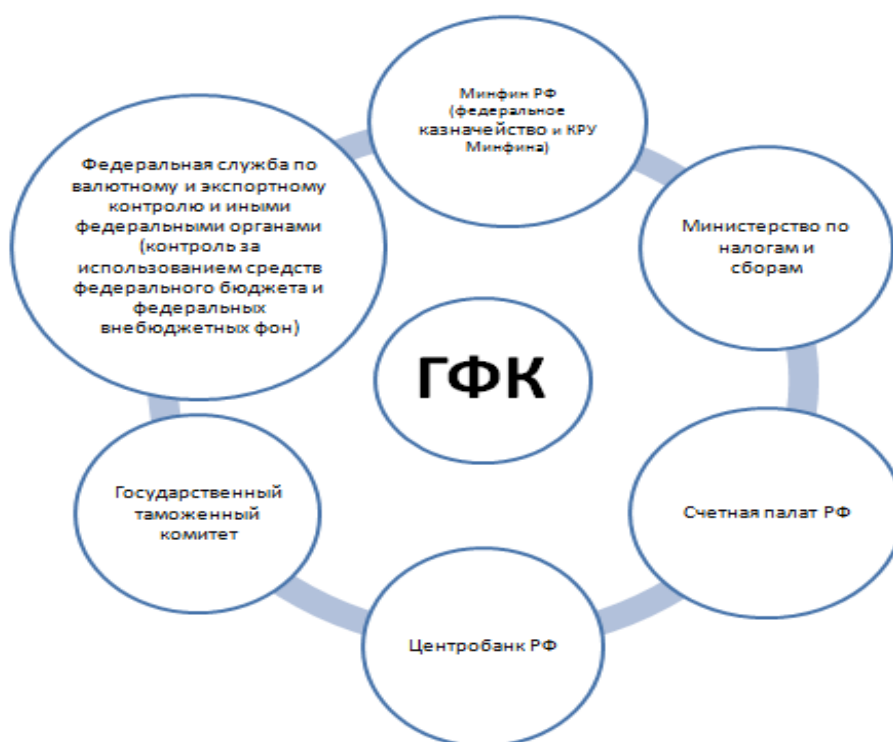 Минфин РФ
(федеральное
казначейство и КРУ
Минфина)
Министерство по
налогам и
сборам
Счетная палат РФ
Центробанк РФ
Государственный
таможенный
комитет
Федеральная служба по
валютному и экспортному
контролю и иными
федеральными органами
(контроль за
использованием средств
федерального бюджета и
федеральных
внебюджетных фон)
ГФК